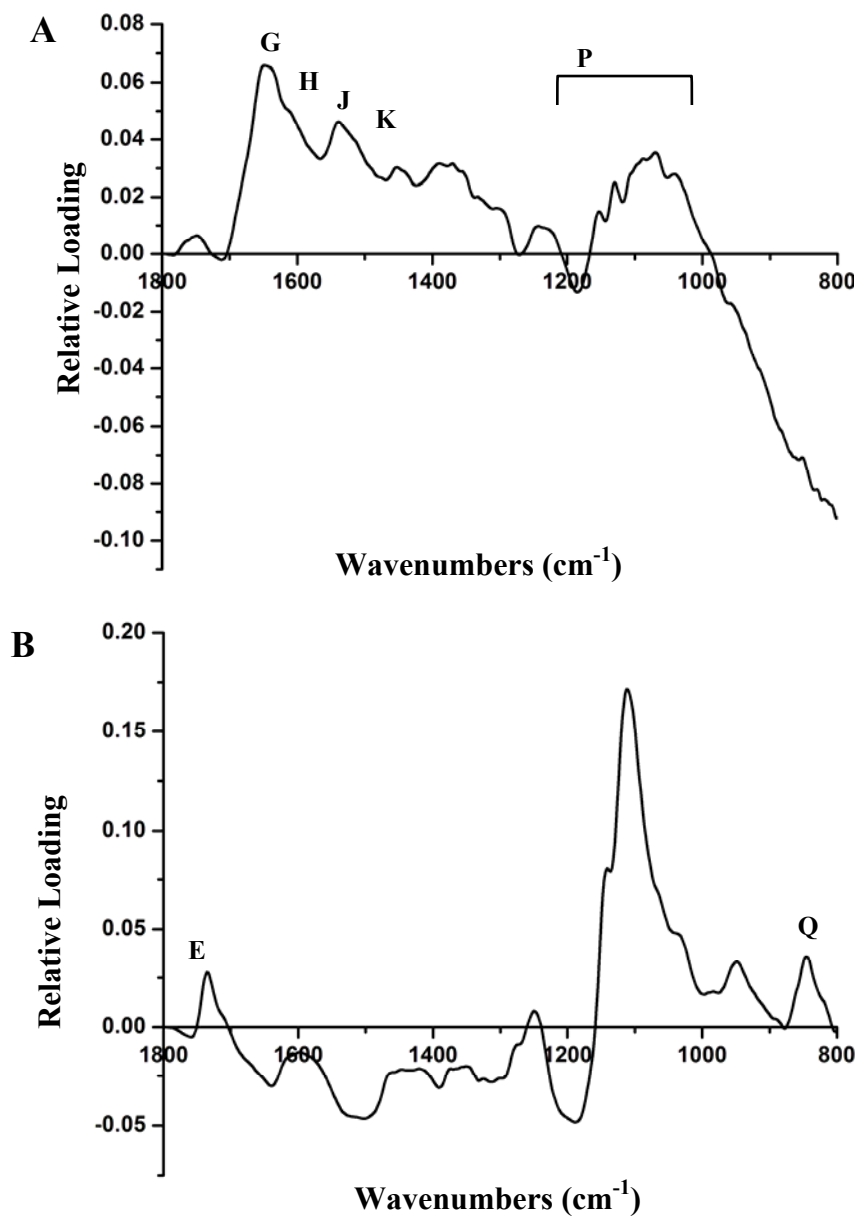 A
G
H
J
K
P
0.08
0.06
0.04
0.02
0.00
-0.02
-0.04
-0.06
-0.08
-0.10
1800 1600 1400 1200 1000 800
Relative Loading
Wavenumbers (cm-1)
B
E
Q
0.20
0.15
0.10
0.05
0.00
-0.05
1800 1600 1400 1200 1000 800
Relative Loading
Wavenumbers (cm-1)